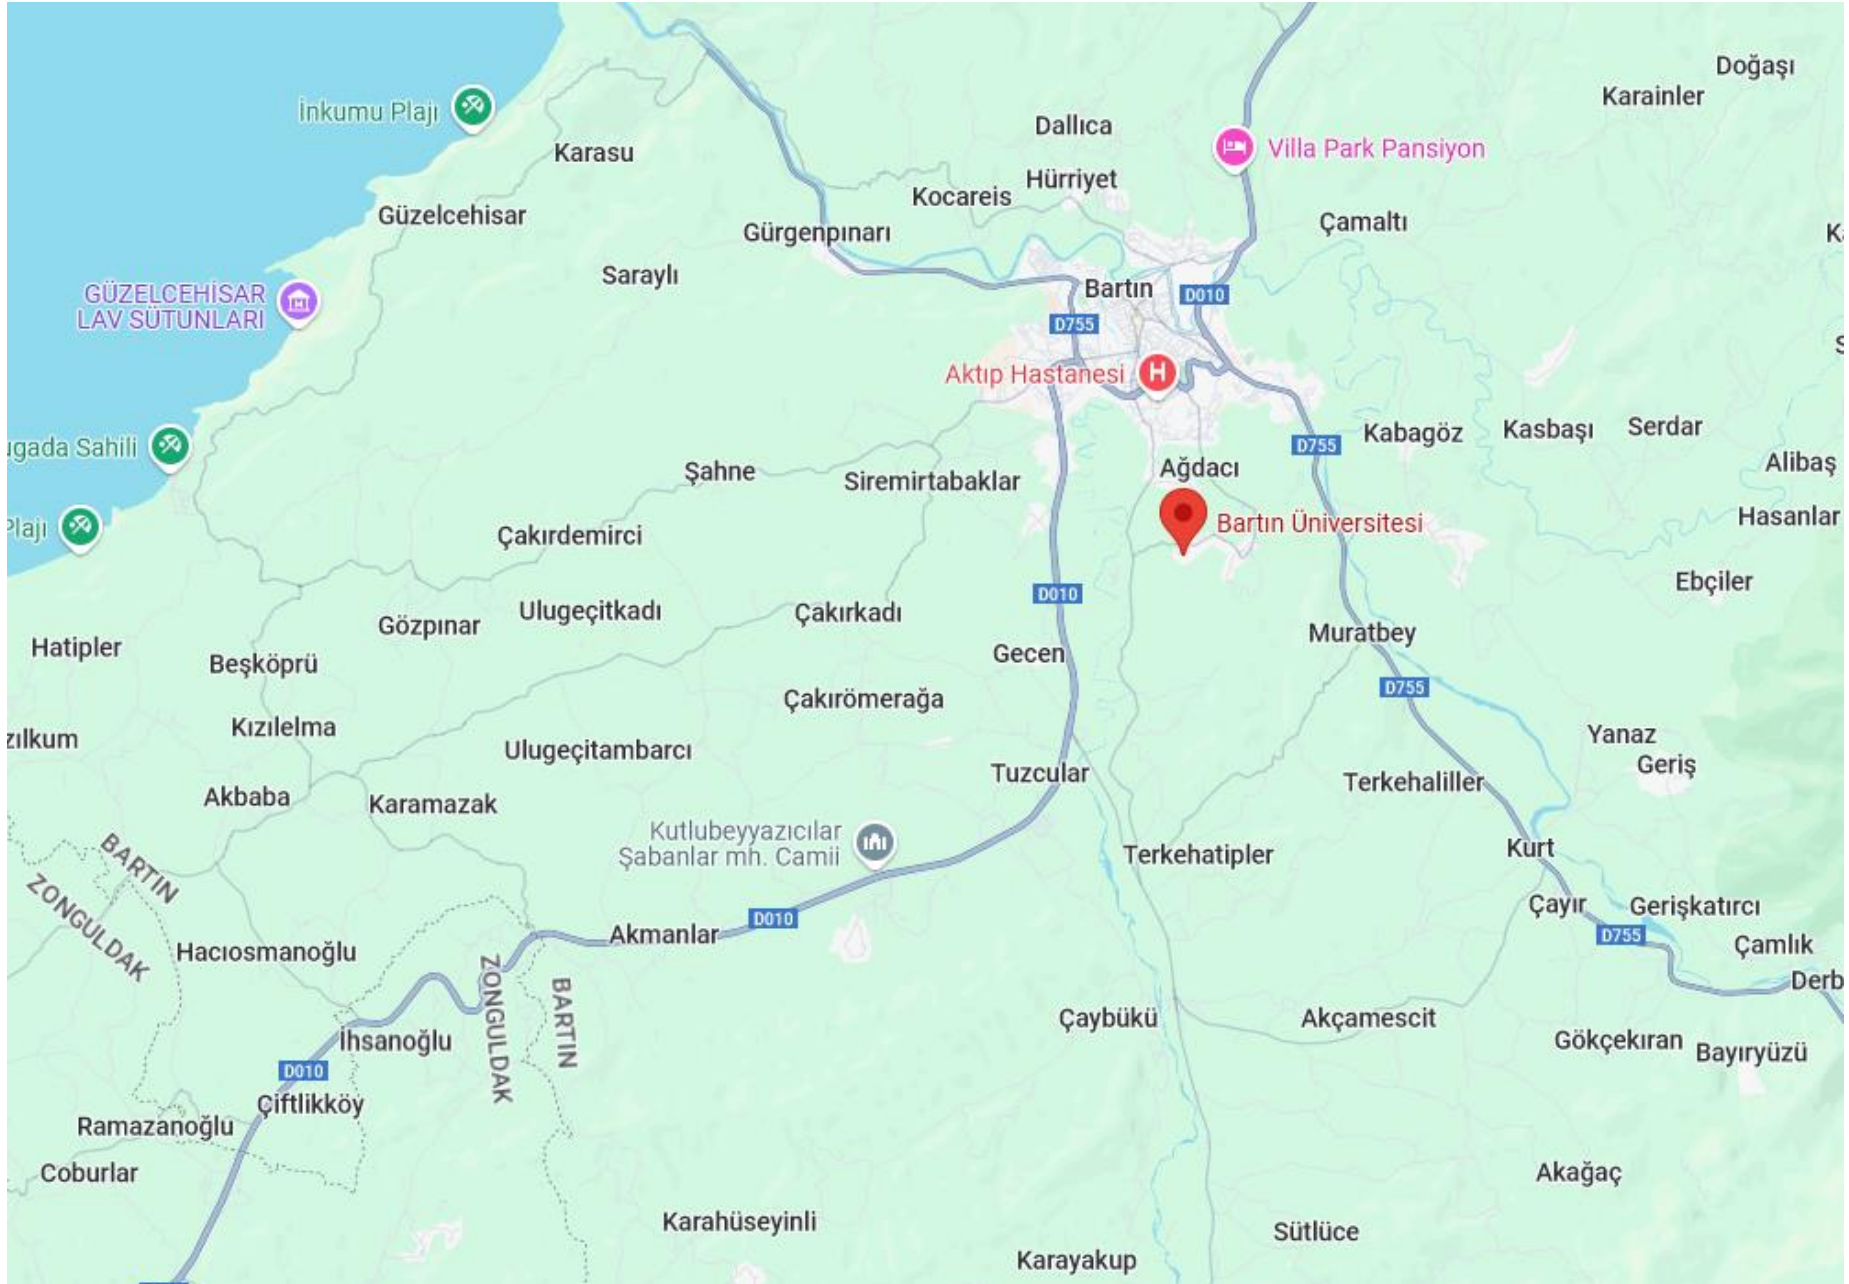 Doğaşı
Karainler
İnkumu Plajı
Dallıca
Villa Park Pansiyon
Karasu
Hürriyet
Kocareis
Güzelcehisar
Çamaltı
Gürgenpınarı
Saraylı
GÜZELCEHİSAR
LAV SÜTUNLARI
Bartın
D010
D755
Aktıp Hastanesi
ugada Sahili
D755
Kabagöz
Kasbaşı
Serdar
Alibaş
Şahne
Siremirtabaklar
Ağdacı
Plajı
Bartın Üniversitesi
Hasanlar
Çakırdemirci
Ebçiler
D010
Gözpınar
Ulugeçitkadı
Çakırkadı
Muratbey
Hatipler
Beşköprü
Gecen
D755
Çakırömerağa
Kızılelma
zılkum
Ulugeçitambarcı
Yanaz
Geriş
Tuzcular
Terkehaliller
Akbaba
Karamazak
Kutlubeyyazıcılar
Şabanlar mh. Camii
Terkehatipler
Kurt
BARTIN
ZONGULDAK
Çayır
Gerişkatırcı
D010
Akmanlar
D755
Çamlık
Hacıosmanoğlu
Derb
ZONGULDAK
BARTIN
Çaybükü
Akçamescit
İhsanoğlu
Gökçekıran
Bayıryüzü
D010
Çiftlikköy
Ramazanoğlu
Coburlar
Akağaç
Karahüseyinli
Sütlüce
Karayakup